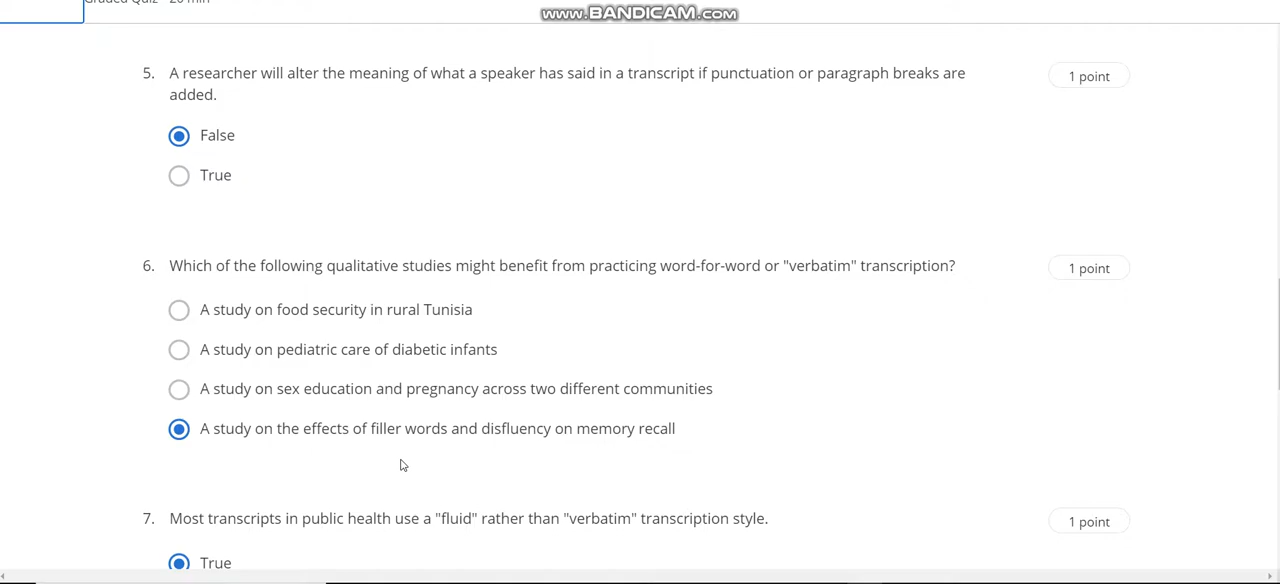 Graded Quiz • 20 min
www.BANDICAM.com
5. A researcher will alter the meaning of what a speaker has said in a transcript if punctuation or paragraph breaks are
added.
1 point
False
True
6. Which of the following qualitative studies might benefit from practicing word-for-word or "verbatim" transcription?
1 point
A study on food security in rural Tunisia
A study on pediatric care of diabetic infants
A study on sex education and pregnancy across two different communities
A study on the effects of filler words and disfluency on memory recall
7. Most transcripts in public health use a "fluid" rather than "verbatim" transcription style.
1 point
True